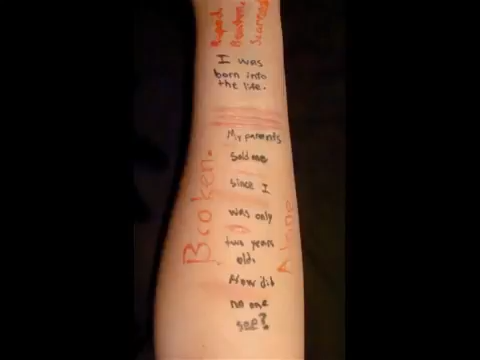 Raped.
Beaten.
Scarred
I was
born into
the life.
My parents
sold me
since I
was only
two years
old.
How did
no one
see?
Broken.
Alone